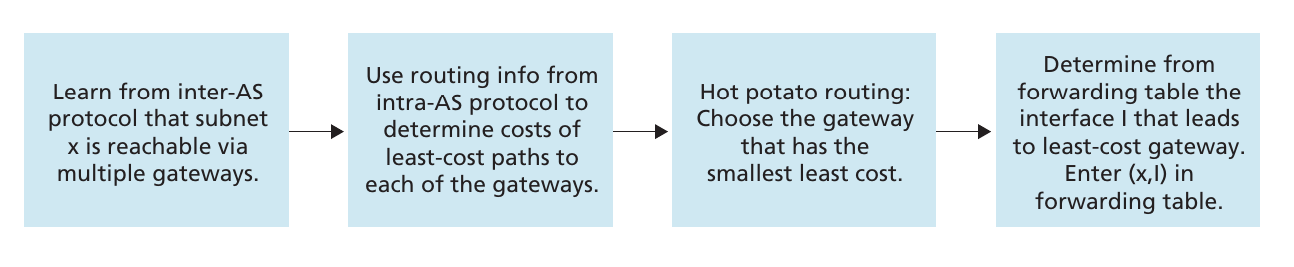 Learn from inter-AS
protocol that subnet
x is reachable via
multiple gateways.
Use routing info from
intra-AS protocol to
determine costs of
least-cost paths to
each of the gateways.
Hot potato routing:
Choose the gateway
that has the
smallest least cost.
Determine from
forwarding table the
interface I that leads
to least-cost gateway.
Enter (x,I) in
forwarding table.